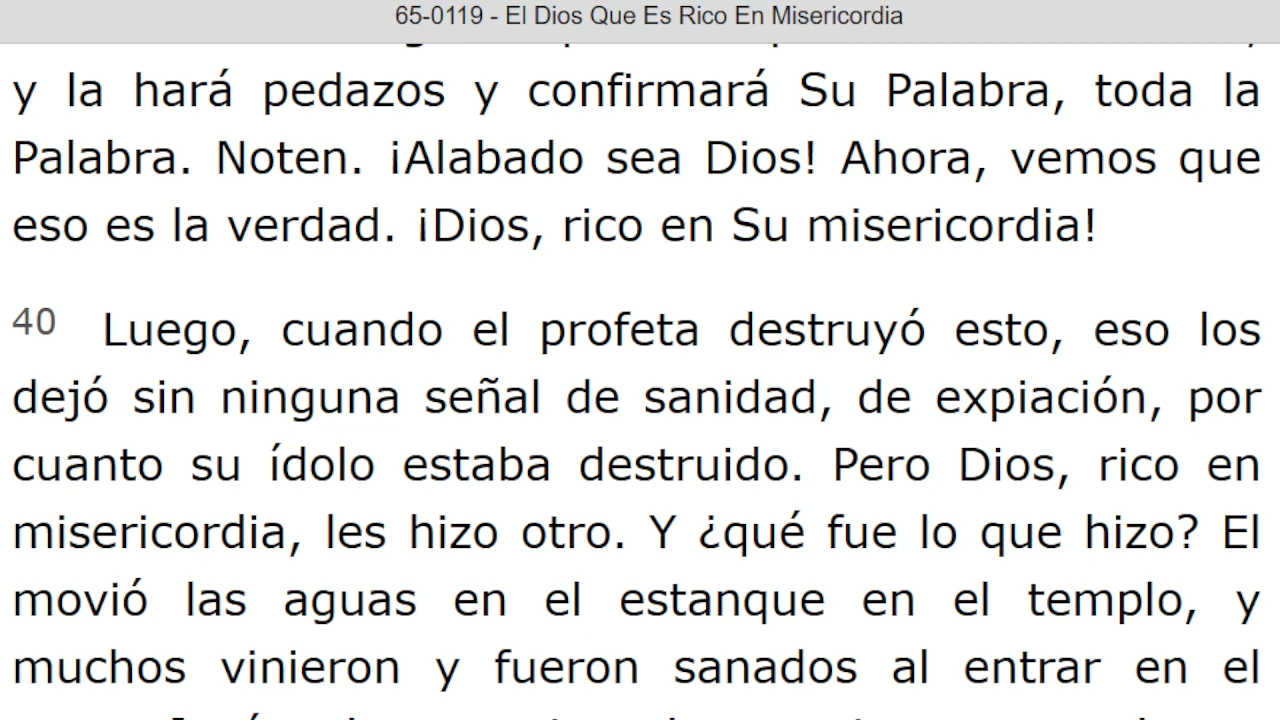 65-0119 - El Dios Que Es Rico En Misericordia
y la hará pedazos y confirmará Su Palabra, toda la
Palabra. Noten. ¡Alabado sea Dios! Ahora, vemos que
eso es la verdad. ¡Dios, rico en Su misericordia!
40 Luego, cuando el profeta destruyó esto, eso los
dejó sin ninguna señal de sanidad, de expiación, por
cuanto su ídolo estaba destruido. Pero Dios, rico en
misericordia, les hizo otro. Y ¿qué fue lo que hizo? El
movió las aguas en el estanque en el templo, y
muchos vinieron y fueron sanados al entrar en el